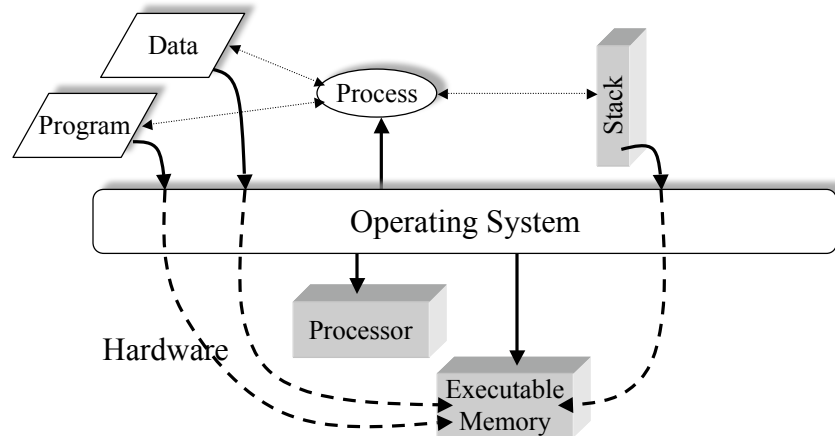 Data
Program
Process
Stack
Operating System
Processor
Hardware
Executable
Memory